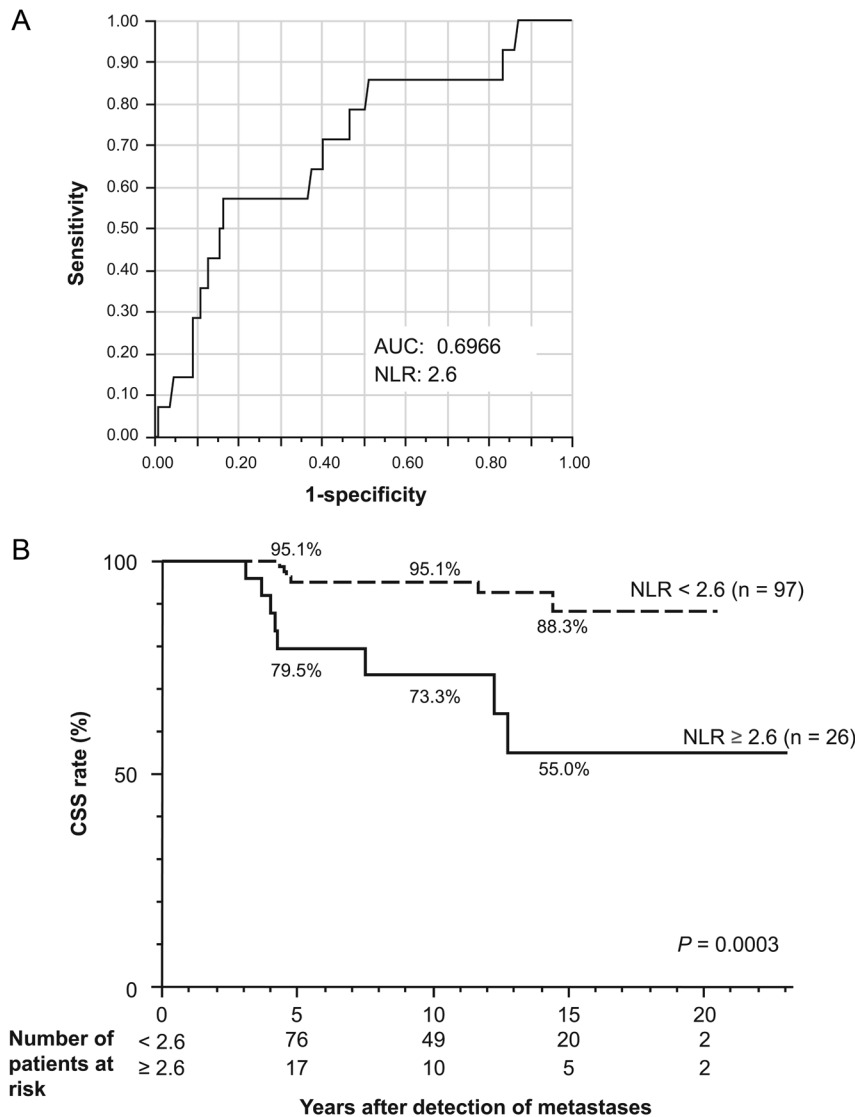 A
1.00
0.90
0.80
0.70
0.60
0.50
0.40
0.30
0.20
0.10
0.00
Sensitivity
AUC: 0.6966
NLR: 2.6
0.00 0.20 0.40 0.60 0.80 1.00
1-specificity
B
100
50
0
CSS rate (%)
95.1%
95.1%
NLR < 2.6 (n = 97)
88.3%
79.5%
73.3%
NLR ≥ 2.6 (n = 26)
55.0%
P = 0.0003
0 5 10 15 20
Number of patients at risk
< 2.6 76 49 20 2
≥ 2.6 17 10 5 2
Years after detection of metastases